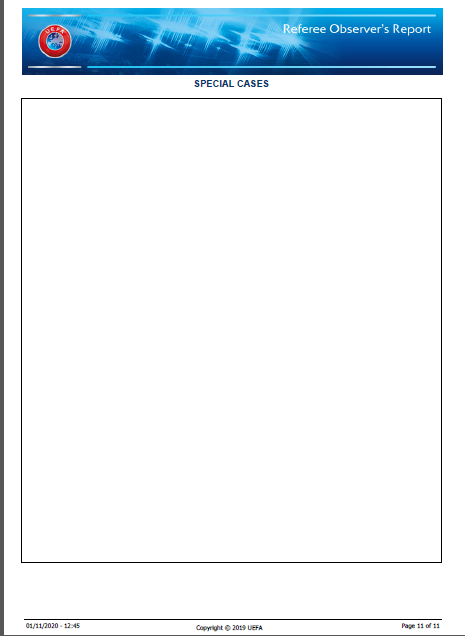 UEFA
Referee Observer's Report
SPECIAL CASES
01/11/2020 - 12:45
Copyright © 2019 UEFA
Page 11 of 11